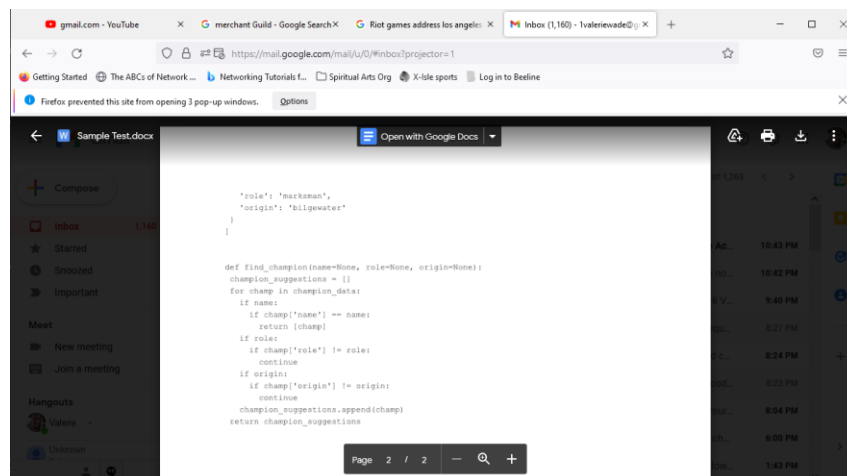 gmail.com - YouTube
merchant Guild - Google Search
Riot games address los angeles
Inbox (1,160) - 1valeriewade@g
https://mail.google.com/mail/u/0/#inbox?projector=1
Getting Started The ABCs of Network ... Networking Tutorials f... Spiritual Arts Org X-Isle sports Log in to Beeline
Firefox prevented this site from opening 3 pop-up windows. Options
W Sample Test.docx Open with Google Docs
Compose
of 1,263
Inbox 1,160
Starred
Snoozed
Important
Meet
New meeting
Join a meeting
Hangouts
Valerie
Unknown
'role': 'marksman',
'origin': 'bilgewater'
}
]
def find_champion(name=None, role=None, origin=None):
champion_suggestions = []
for champ in champion_data:
if name:
if champ['name'] == name:
return [champ]
if role:
if champ['role'] != role:
continue
if origin:
if champ['origin'] != origin:
continue
champion_suggestions.append(champ)
return champion_suggestions
Ac... 10:43 PM
no... 10:42 PM
V... 9:40 PM
8:27 PM
8:24 PM
8:23 PM
8:04 PM
6:00 PM
1:43 PM
Page 2 / 2